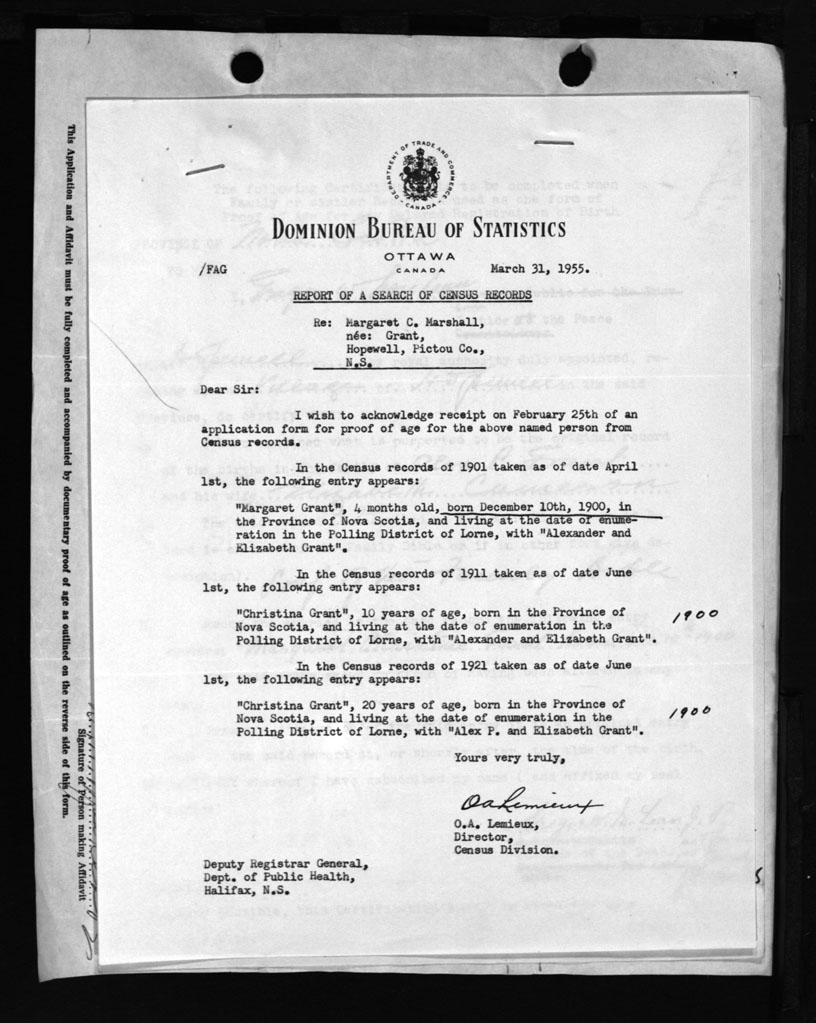 DEPARTMENT OF TRADE AND COMMERCE
CANADA
DOMINION BUREAU OF STATISTICS
OTTAWA
CANADA
/FAG
March 31, 1955.
REPORT OF A SEARCH OF CENSUS RECORDS
Re: Margaret C. Marshall,
née: Grant,
Hopewell, Pictou Co.,
N.S.
Dear Sir:
I wish to acknowledge receipt on February 25th of an
application form for proof of age for the above named person from
Census records.
In the Census records of 1901 taken as of date April
1st, the following entry appears:
"Margaret Grant", 4 months old, born December 10th, 1900, in
the Province of Nova Scotia, and living at the date of enume-
ration in the Polling District of Lorne, with "Alexander and
Elizabeth Grant".
In the Census records of 1911 taken as of date June
1st, the following entry appears:
"Christina Grant", 10 years of age, born in the Province of
Nova Scotia, and living at the date of enumeration in the
Polling District of Lorne, with "Alexander and Elizabeth Grant".
1900
In the Census records of 1921 taken as of date June
1st, the following entry appears:
"Christina Grant", 20 years of age, born in the Province of
Nova Scotia, and living at the date of enumeration in the
Polling District of Lorne, with "Alex P. and Elizabeth Grant".
1900
Yours very truly,
OALemieux
O.A. Lemieux,
Director,
Census Division.
Deputy Registrar General,
Dept. of Public Health,
Halifax, N.S.
This Application and Affidavit must be fully completed and accompanied by documentary proof of age as outlined on the reverse side of this form.
Signature of Person making Affidavit